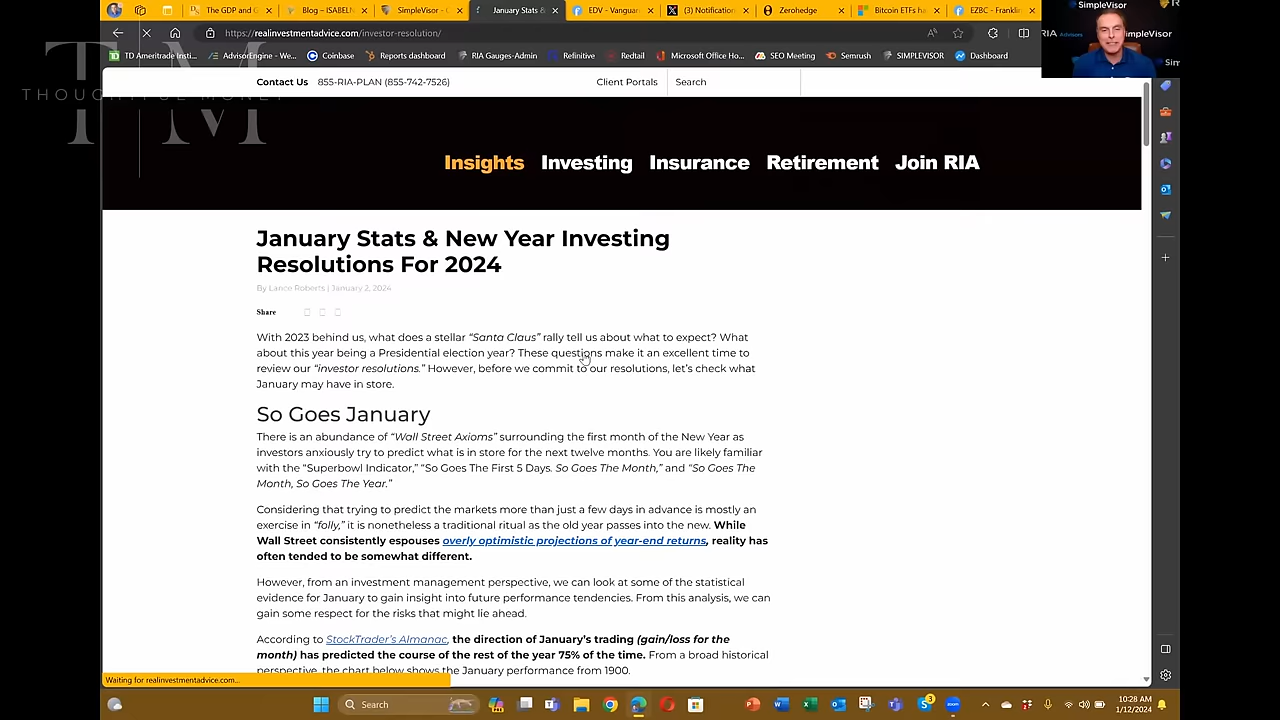 The GDP and G
Blog – ISABELN
SimpleVisor -
January Stats &
EDV - Vanguar
(3) Notification
Zerohedge
Bitcoin ETFs ha
EZBC - Franklin
SimpleVisor
https://realinvestmentadvice.com/investor-resolution/
RIA Advisors
SimpleVisor
TD Ameritrade Insti...
AdvisorEngine - We...
Coinbase
Reports dashboard
RIA Gauges-Admin
Refinitive
Redtail
Microsoft Office Ho...
SEO Meeting
Semrush
SIMPLEVISOR
Dashboard
TM
THOUGHTFUL MONEY
Contact Us 855-RIA-PLAN (855-742-7526)
Client Portals
Search
Insights Investing Insurance Retirement Join RIA
January Stats & New Year Investing
Resolutions For 2024
By Lance Roberts | January 2, 2024
Share
With 2023 behind us, what does a stellar “Santa Claus” rally tell us about what to expect? What
about this year being a Presidential election year? These questions make it an excellent time to
review our “investor resolutions.” However, before we commit to our resolutions, let’s check what
January may have in store.
So Goes January
There is an abundance of “Wall Street Axioms” surrounding the first month of the New Year as
investors anxiously try to predict what is in store for the next twelve months. You are likely familiar
with the “Superbowl Indicator,” “So Goes The First 5 Days. So Goes The Month,” and “So Goes The
Month, So Goes The Year.”
Considering that trying to predict the markets more than just a few days in advance is mostly an
exercise in “folly,” it is nonetheless a traditional ritual as the old year passes into the new. While
Wall Street consistently espouses overly optimistic projections of year-end returns, reality has
often tended to be somewhat different.
However, from an investment management perspective, we can look at some of the statistical
evidence for January to gain insight into future performance tendencies. From this analysis, we can
gain some respect for the risks that might lie ahead.
According to StockTrader’s Almanac, the direction of January’s trading (gain/loss for the
month) has predicted the course of the rest of the year 75% of the time. From a broad historical
perspective, the chart below shows the January performance from 1900.
Waiting for realinvestmentadvice.com...
Search
3
10:28 AM
1/12/2024